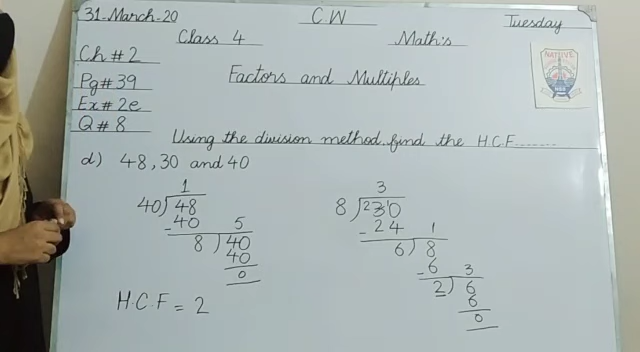 31-March-20 C.W Tuesday
Class 4 Math's
Ch # 2
Factors and Multiples
Pg # 39
Ex # 2e
Q # 8
Using the division method find the H.C.F.......
d) 48, 30 and 40
1
40)48
-40 5
8)40
40
0
H.C.F = 2
3
8)30
-24 1
6)8
-6 3
2)6
6
0
NATIVE